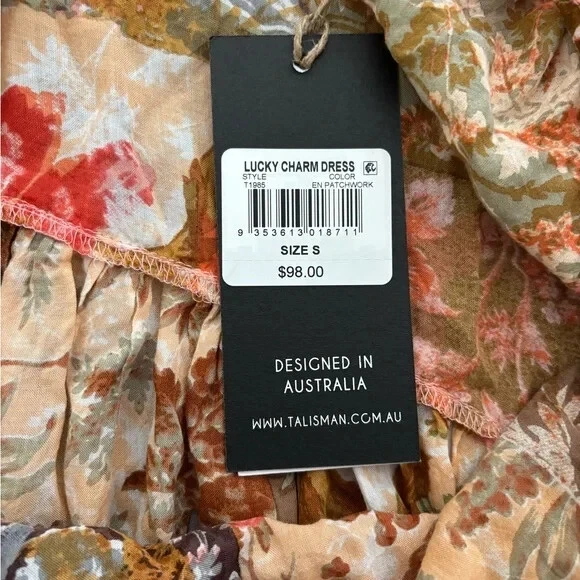 LUCKY CHARM DRESS
STYLE COLOR
T1985 EN PATCHWORK
9 353613 018711
SIZE S
$98.00
DESIGNED IN
AUSTRALIA
WWW.TALISMAN.COM.AU